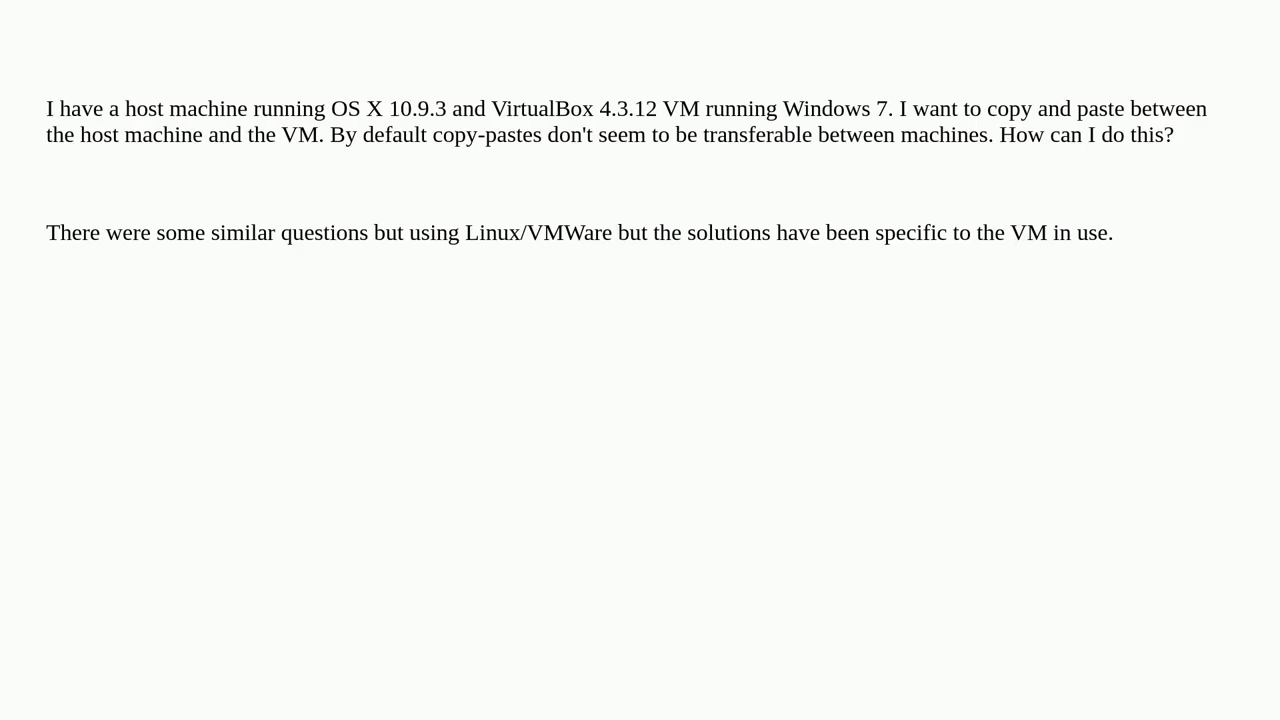 I have a host machine running OS X 10.9.3 and VirtualBox 4.3.12 VM running Windows 7. I want to copy and paste between
the host machine and the VM. By default copy-pastes don't seem to be transferable between machines. How can I do this?
There were some similar questions but using Linux/VMWare but the solutions have been specific to the VM in use.